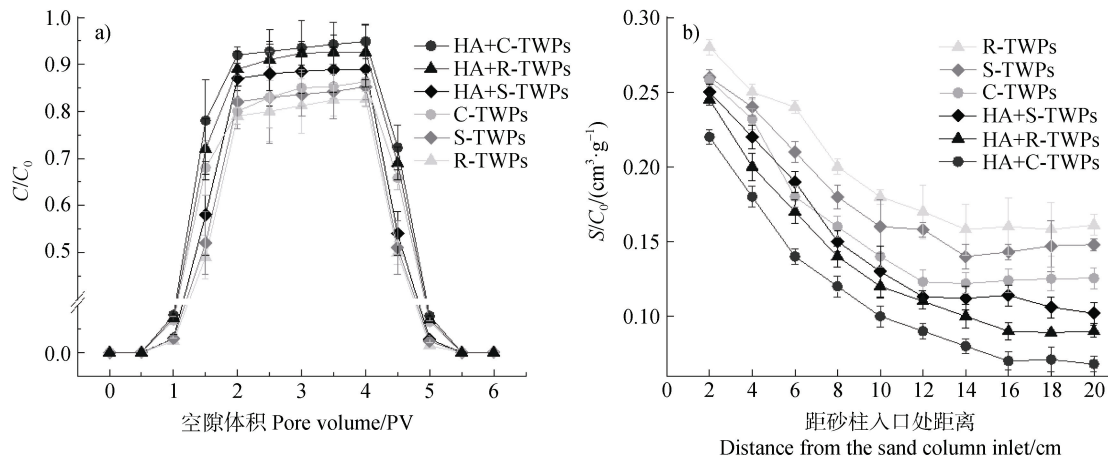 a)
C/C₀
1.0
0.9
0.8
0.7
0.6
0.5
0.0
0 1 2 3 4 5 6
空隙体积 Pore volume/PV
HA+C-TWPs
HA+R-TWPs
HA+S-TWPs
C-TWPs
S-TWPs
R-TWPs
b)
S/C₀/(cm³·g⁻¹)
0.30
0.25
0.20
0.15
0.10
0 2 4 6 8 10 12 14 16 18 20
距砂柱入口处距离
Distance from the sand column inlet/cm
R-TWPs
S-TWPs
C-TWPs
HA+S-TWPs
HA+R-TWPs
HA+C-TWPs